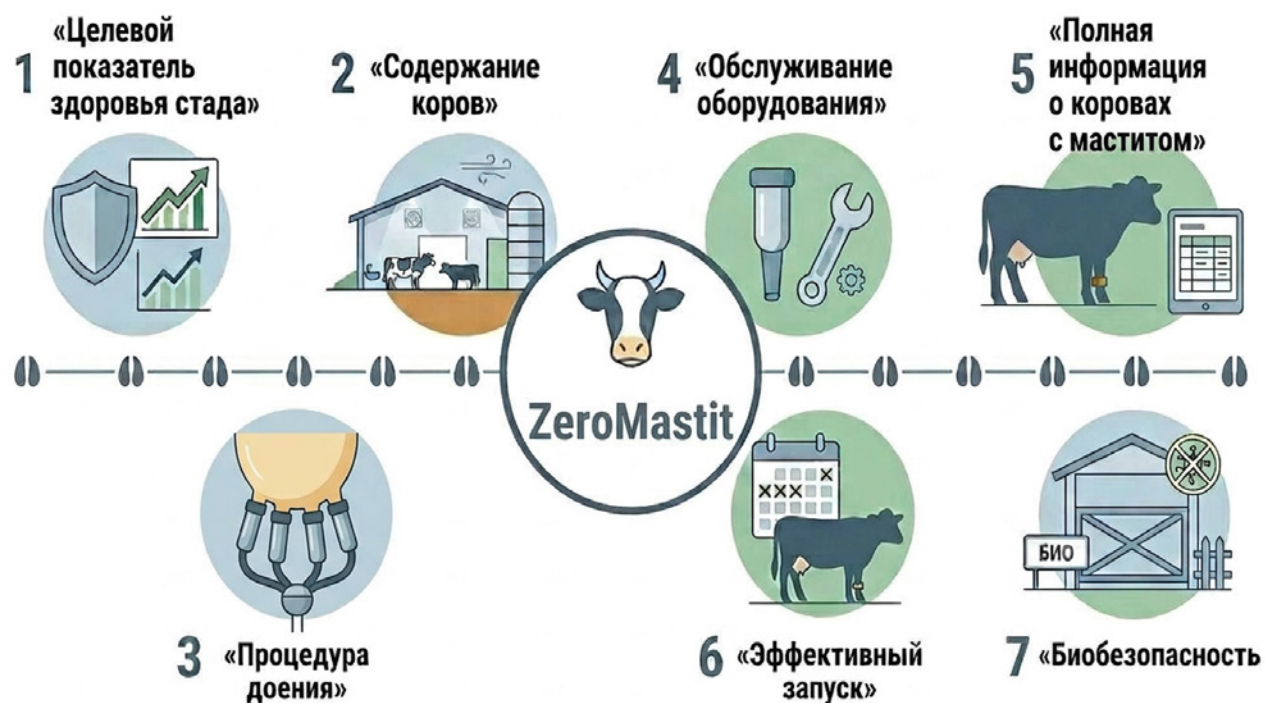 1 «Целевой
показатель
здоровья стада»
2 «Содержание
коров»
4 «Обслуживание
оборудования»
5 «Полная
информация
о коровах
с маститом»
ZeroMastit
БИО
3 «Процедура
доения»
6 «Эффективный
запуск»
7 «Биобезопасность